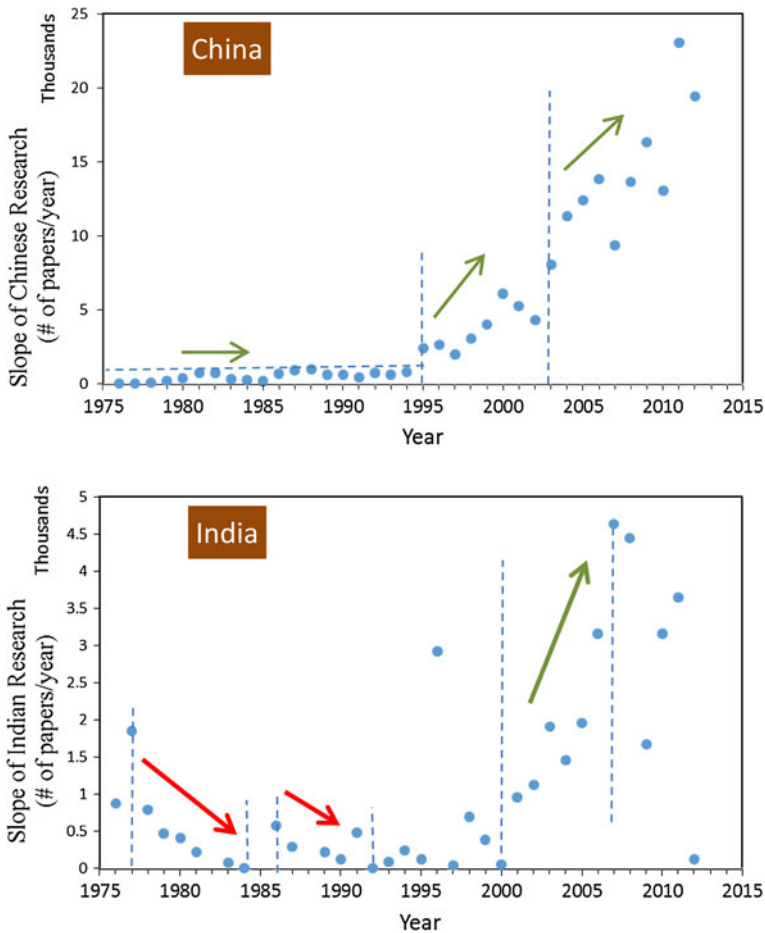 China
Thousands
25
20
15
10
5
0
Slope of Chinese Research
(# of papers/year)
1975 1980 1985 1990 1995 2000 2005 2010 2015
Year
India
Thousands
5
4.5
4
3.5
3
2.5
2
1.5
1
0.5
0
Slope of Indian Research
(# of papers/year)
1975 1980 1985 1990 1995 2000 2005 2010 2015
Year